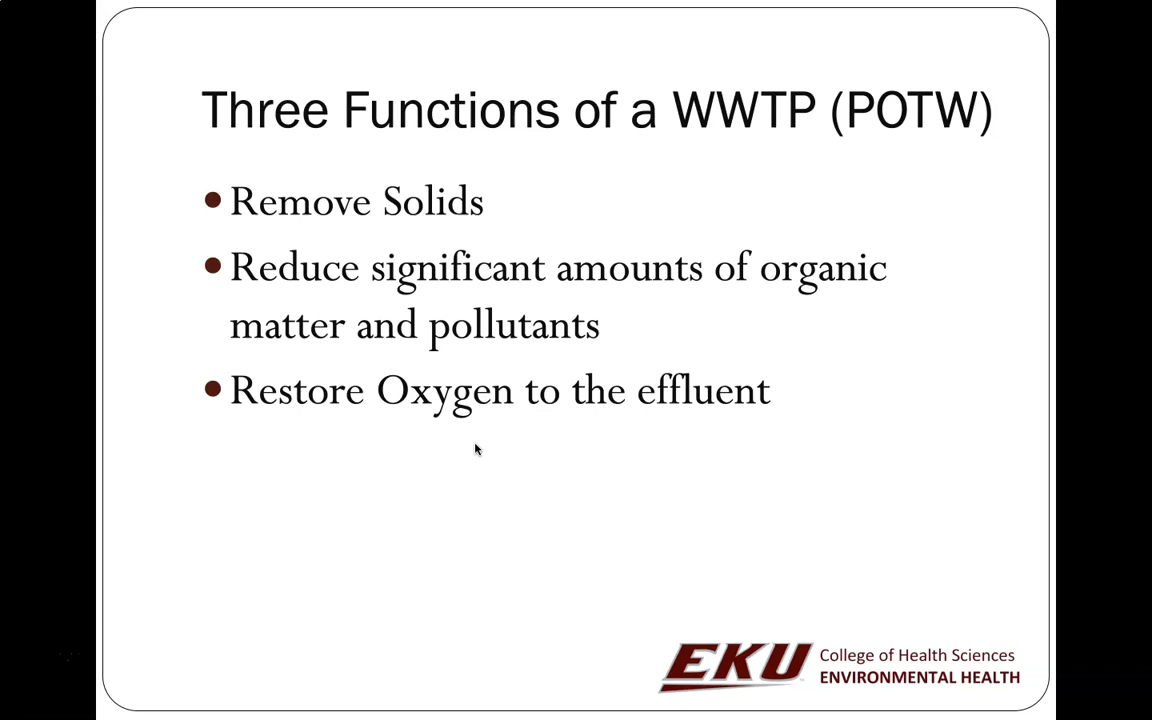 Three Functions of a WWTP (POTW)
• Remove Solids
• Reduce significant amounts of organic
matter and pollutants
• Restore Oxygen to the effluent
EKU
College of Health Sciences
ENVIRONMENTAL HEALTH